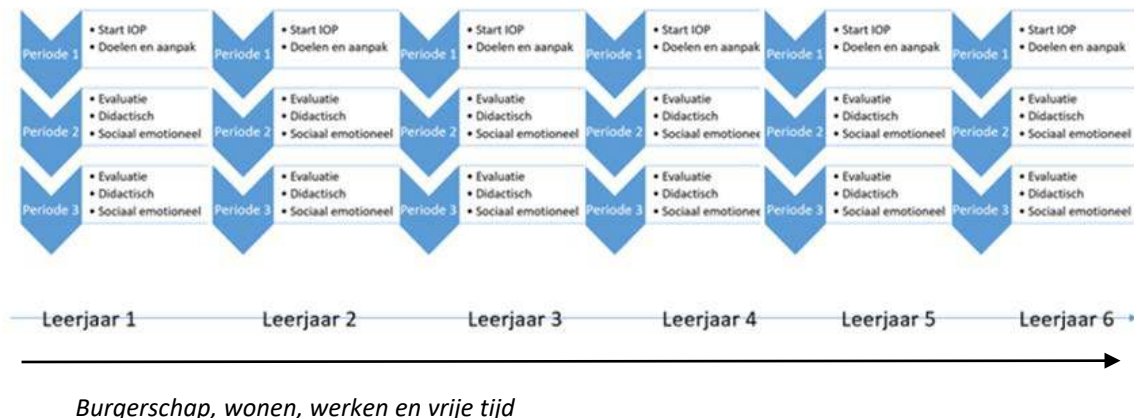 Periode 1
• Start IOP
• Doelen en aanpak
Periode 2
• Evaluatie
• Didactisch
• Sociaal emotioneel
Periode 3
• Evaluatie
• Didactisch
• Sociaal emotioneel
Periode 1
• Start IOP
• Doelen en aanpak
Periode 2
• Evaluatie
• Didactisch
• Sociaal emotioneel
Periode 3
• Evaluatie
• Didactisch
• Sociaal emotioneel
Periode 1
• Start IOP
• Doelen en aanpak
Periode 2
• Evaluatie
• Didactisch
• Sociaal emotioneel
Periode 3
• Evaluatie
• Didactisch
• Sociaal emotioneel
Periode 1
• Start IOP
• Doelen en aanpak
Periode 2
• Evaluatie
• Didactisch
• Sociaal emotionee
Periode 3
• Evaluatie
• Didactisch
• Sociaal emotionee
Periode 1
• Start IOP
• Doelen en aanpak
Periode 2
• Evaluatie
• Didactisch
• Sociaal emotioneel
Periode 3
• Evaluatie
• Didactisch
• Sociaal emotioneel
Periode 1
• Start IOP
• Doelen en aanpak
Periode 2
• Evaluatie
• Didactisch
• Sociaal emotioneel
Periode 3
• Evaluatie
• Didactisch
• Sociaal emotioneel
Leerjaar 1 Leerjaar 2 Leerjaar 3 Leerjaar 4 Leerjaar 5 Leerjaar 6
Burgerschap, wonen, werken en vrije tijd